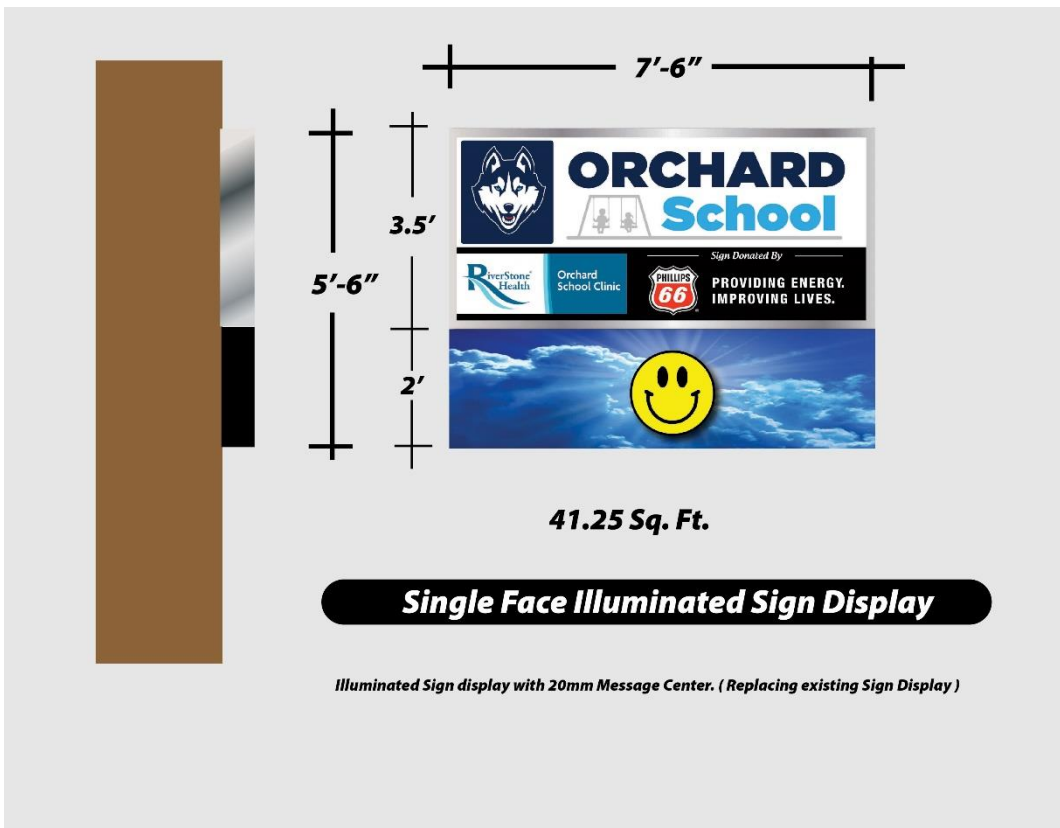 7’-6”
ORCHARD
School
3.5’
5’-6”
Sign Donated By
RiverStone®
Health
Orchard
School Clinic
PHILLIPS
66®
PROVIDING ENERGY.
IMPROVING LIVES.
2’
41.25 Sq. Ft.
Single Face Illuminated Sign Display
Illuminated Sign display with 20mm Message Center. ( Replacing existing Sign Display )